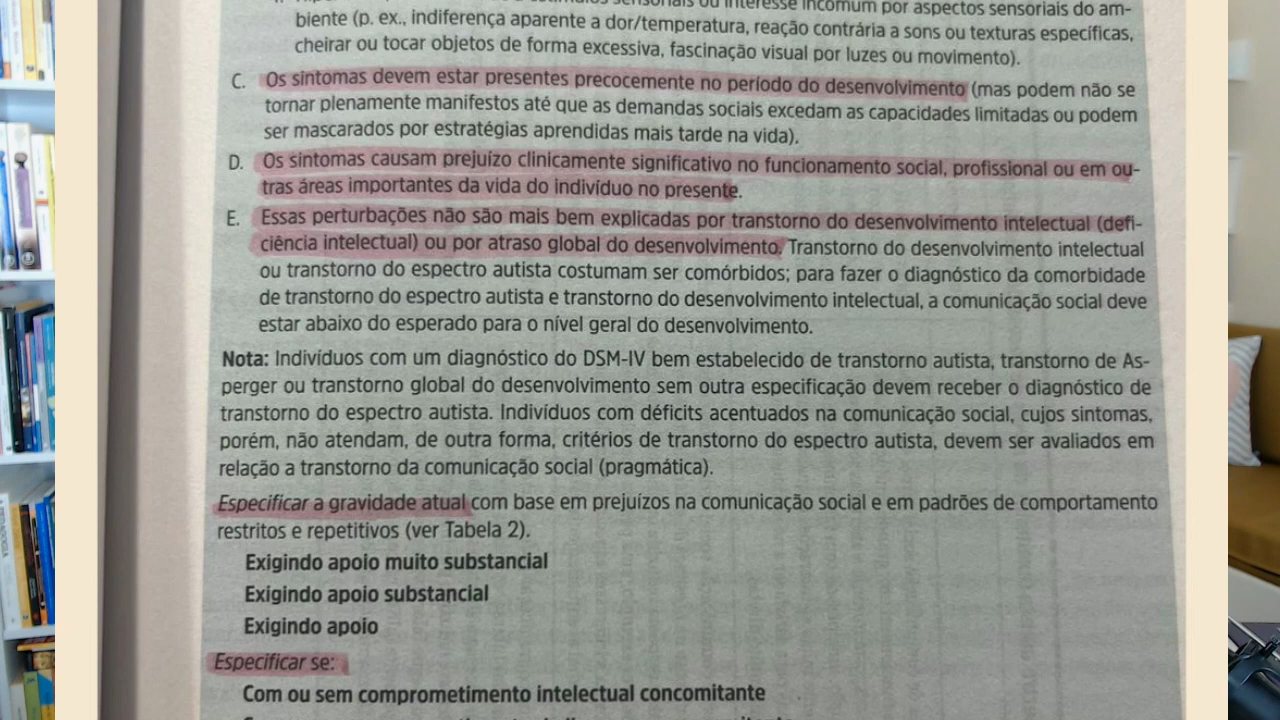 sensoriais ou interesse incomum por aspectos sensoriais do am-
biente (p. ex., indiferença aparente a dor/temperatura, reação contrária a sons ou texturas específicas,
cheirar ou tocar objetos de forma excessiva, fascinação visual por luzes ou movimento).
C. Os sintomas devem estar presentes precocemente no período do desenvolvimento (mas podem não se
tornar plenamente manifestos até que as demandas sociais excedam as capacidades limitadas ou podem
ser mascarados por estratégias aprendidas mais tarde na vida).
D. Os sintomas causam prejuízo clinicamente significativo no funcionamento social, profissional ou em ou-
tras áreas importantes da vida do indivíduo no presente.
E. Essas perturbações não são mais bem explicadas por transtorno do desenvolvimento intelectual (defi-
ciência intelectual) ou por atraso global do desenvolvimento. Transtorno do desenvolvimento intelectual
ou transtorno do espectro autista costumam ser comórbidos; para fazer o diagnóstico da comorbidade
de transtorno do espectro autista e transtorno do desenvolvimento intelectual, a comunicação social deve
estar abaixo do esperado para o nível geral do desenvolvimento.
Nota: Indivíduos com um diagnóstico do DSM-IV bem estabelecido de transtorno autista, transtorno de As-
perger ou transtorno global do desenvolvimento sem outra especificação devem receber o diagnóstico de
transtorno do espectro autista. Indivíduos com déficits acentuados na comunicação social, cujos sintomas,
porém, não atendam, de outra forma, critérios de transtorno do espectro autista, devem ser avaliados em
relação a transtorno da comunicação social (pragmática).
Especificar a gravidade atual com base em prejuízos na comunicação social e em padrões de comportamento
restritos e repetitivos (ver Tabela 2).
Exigindo apoio muito substancial
Exigindo apoio substancial
Exigindo apoio
Especificar se:
Com ou sem comprometimento intelectual concomitante